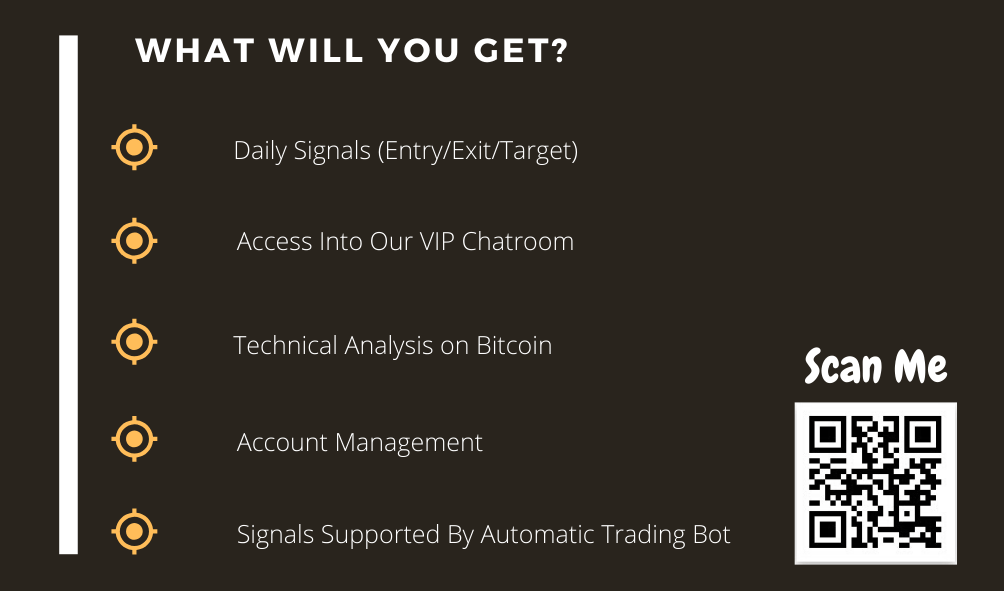 WHAT WILL YOU GET?
Daily Signals (Entry/Exit/Target)
Access Into Our VIP Chatroom
Technical Analysis on Bitcoin
Account Management
Signals Supported By Automatic Trading Bot
Scan Me